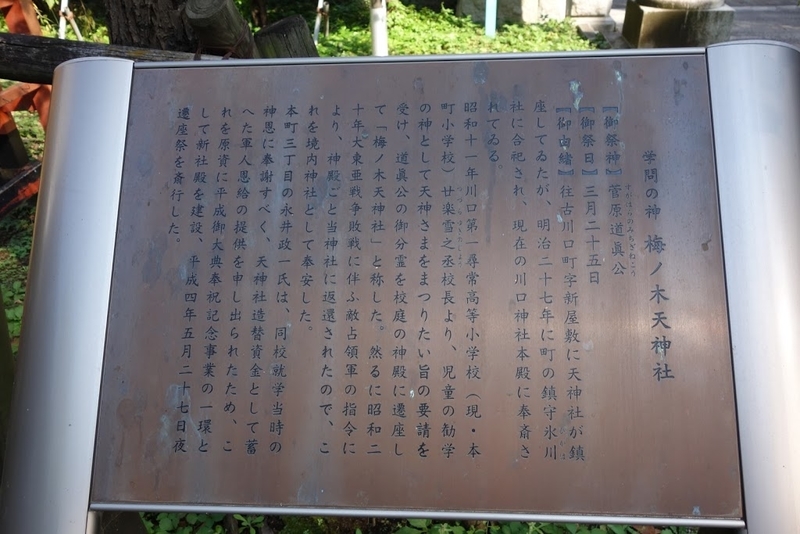 学問の神 梅ノ木天神社
【御祭神】菅原道眞公
【御祭日】三月二十五日
【御由緒】往古川口町字新屋敷に天神社が鎮
座してゐたが、明治二十七年に町の鎮守氷川
社に合祀され、現在の川口神社本殿に奉斎さ
れてゐる。
昭和十一年川口第一尋常高等小学校(現・本
町小学校)廿楽雪之丞校長より、児童の勧学
の神として天神さまをまつりたい旨の要請を
受け、道眞公の御分霊を校庭の神殿に遷座し
て「梅ノ木天神社」と称した。然るに昭和二
十年大東亜戦争敗戦に伴ふ敵占領軍の指令に
より、神殿ごと当神社に返還されたので、こ
れを境内神社として奉安した。
本町三丁目の永井政一氏は、同校就学当時の
神恩に奉謝すべく、天神社造替資金として蓄
へた軍人恩給の提供を申し出られたため、こ
れを原資に平成御大典奉祝記念事業の一環と
して新社殿を建設、平成四年五月二十七日夜
遷座祭を斎行した。